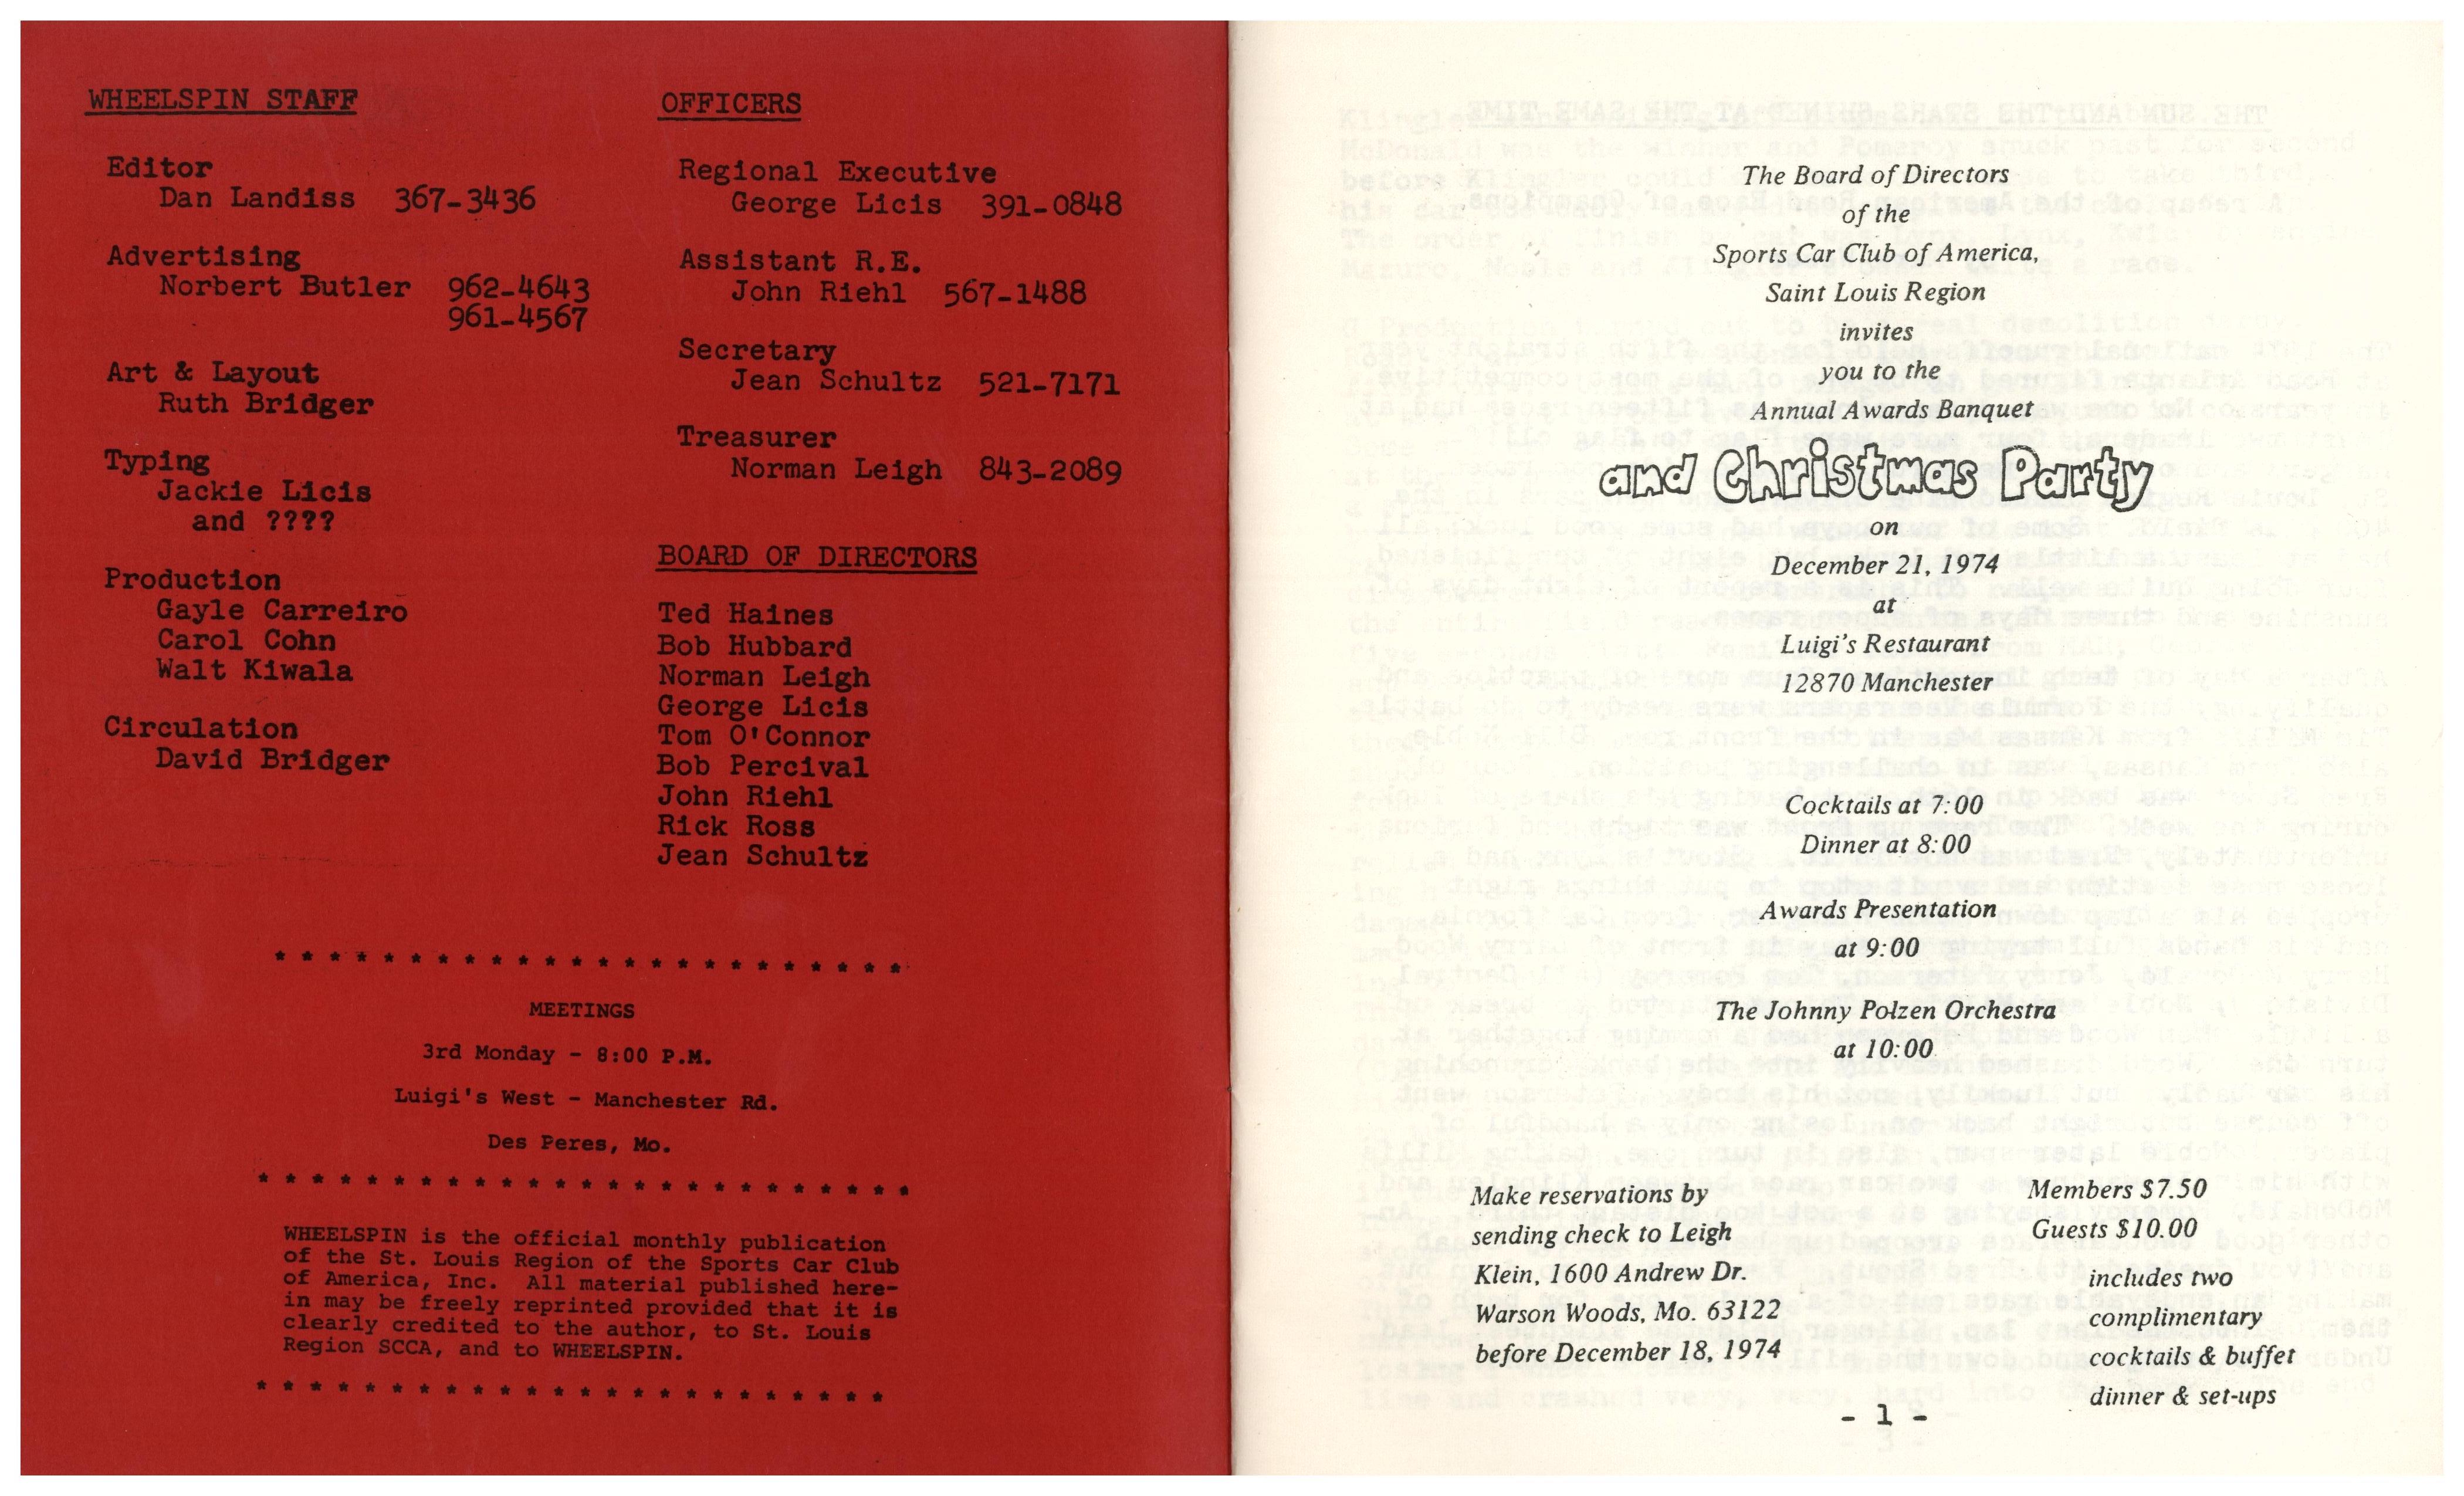 WHEELSPIN STAFF
Editor
Dan Landiss 367-3436
Advertising
Norbert Butler 962-4643
961-4567
Art & Layout
Ruth Bridger
Typing
Jackie Licis
and ????
Production
Gayle Carreiro
Carol Cohn
Walt Kiwala
Circulation
David Bridger
OFFICERS
Regional Executive
George Licis 391-0848
Assistant R.E.
John Riehl 567-1488
Secretary
Jean Schultz 521-7171
Treasurer
Norman Leigh 843-2089
BOARD OF DIRECTORS
Ted Haines
Bob Hubbard
Norman Leigh
George Licis
Tom O'Connor
Bob Percival
John Riehl
Rick Ross
Jean Schultz
* * * * * * * * * * * * * * * * * * * * * * * *
MEETINGS
3rd Monday - 8:00 P.M.
Luigi's West - Manchester Rd.
Des Peres, Mo.
* * * * * * * * * * * * * * * * * * * * * * * * *
WHEELSPIN is the official monthly publication
of the St. Louis Region of the Sports Car Club
of America, Inc. All material published here-
in may be freely reprinted provided that it is
clearly credited to the author, to St. Louis
Region SCCA, and to WHEELSPIN.
* * * * * * * * * * * * * * * * * * * * * * * *
The Board of Directors
of the
Sports Car Club of America,
Saint Louis Region
invites
you to the
Annual Awards Banquet
and Christmas Party
on
December 21, 1974
at
Luigi's Restaurant
12870 Manchester
Cocktails at 7:00
Dinner at 8:00
Awards Presentation
at 9:00
The Johnny Polzen Orchestra
at 10:00
Make reservations by
sending check to Leigh
Klein, 1600 Andrew Dr.
Warson Woods, Mo. 63122
before December 18, 1974
Members $7.50
Guests $10.00
includes two
complimentary
cocktails & buffet
dinner & set-ups
- 1 -